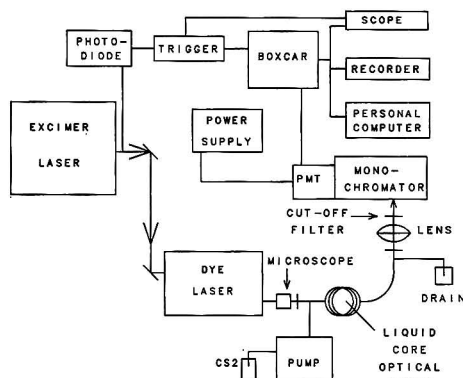 SCOPE
PHOTO-
DIODE
TRIGGER
BOXCAR
RECORDER
PERSONAL
COMPUTER
EXCIMER
LASER
POWER
SUPPLY
PMT
MONO-
CHROMATOR
CUT-OFF
FILTER
LENS
DYE
LASER
MICROSCOPE
DRAIN
LIQUID
CORE
OPTICAL
CS2
PUMP